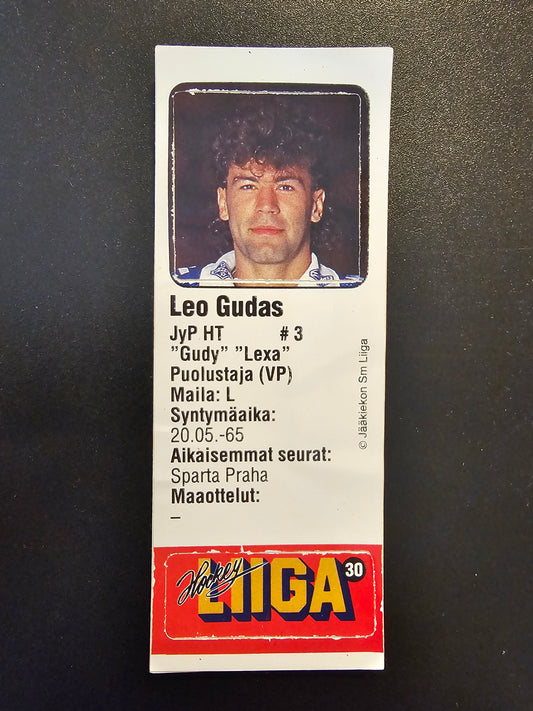 Leo Gudas
JyP HT # 3
"Gudy" "Lexa"
Puolustaja (VP)
Maila: L
Syntymäaika:
20.05.-65
Aikaisemmat seurat:
Sparta Praha
Maaottelut:
–
© Jääkiekon Sm Liiga
Hockey
LIIGA 30